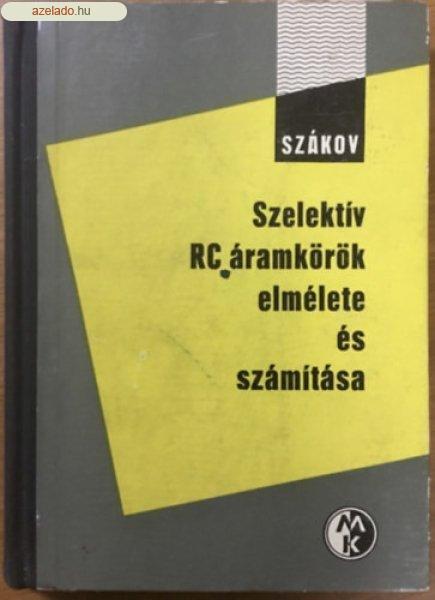 azelado.hu
SZÁKOV
Szelektív
RC áramkörök
elmélete
és
számítása
MK